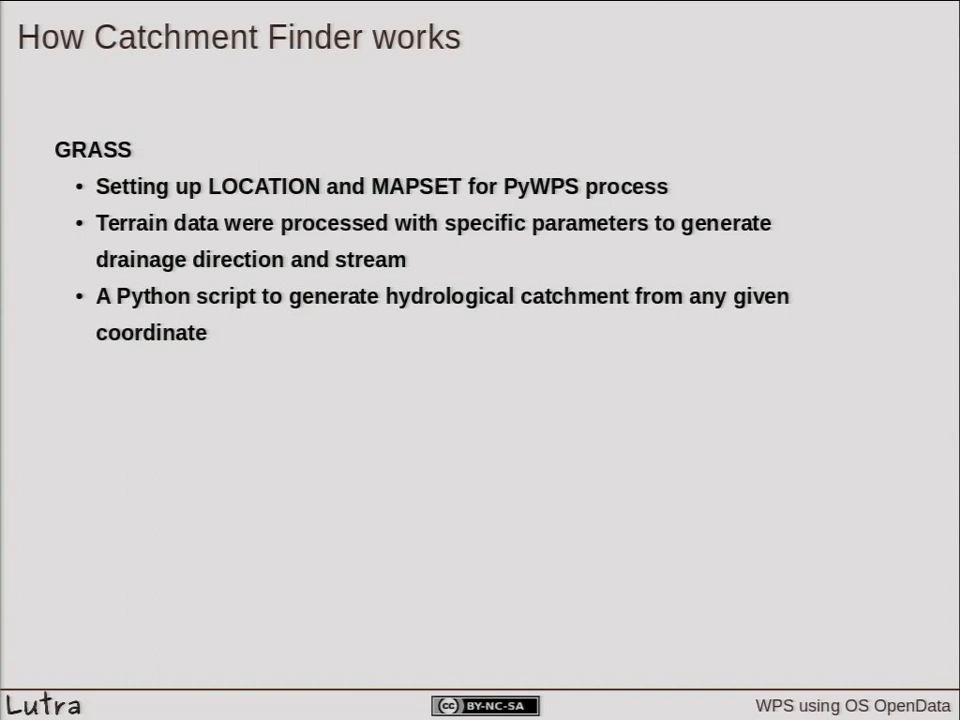 How Catchment Finder works
GRASS
• Setting up LOCATION and MAPSET for PyWPS process
• Terrain data were processed with specific parameters to generate
drainage direction and stream
• A Python script to generate hydrological catchment from any given
coordinate
Lutra
cc BY-NC-SA
WPS using OS OpenData